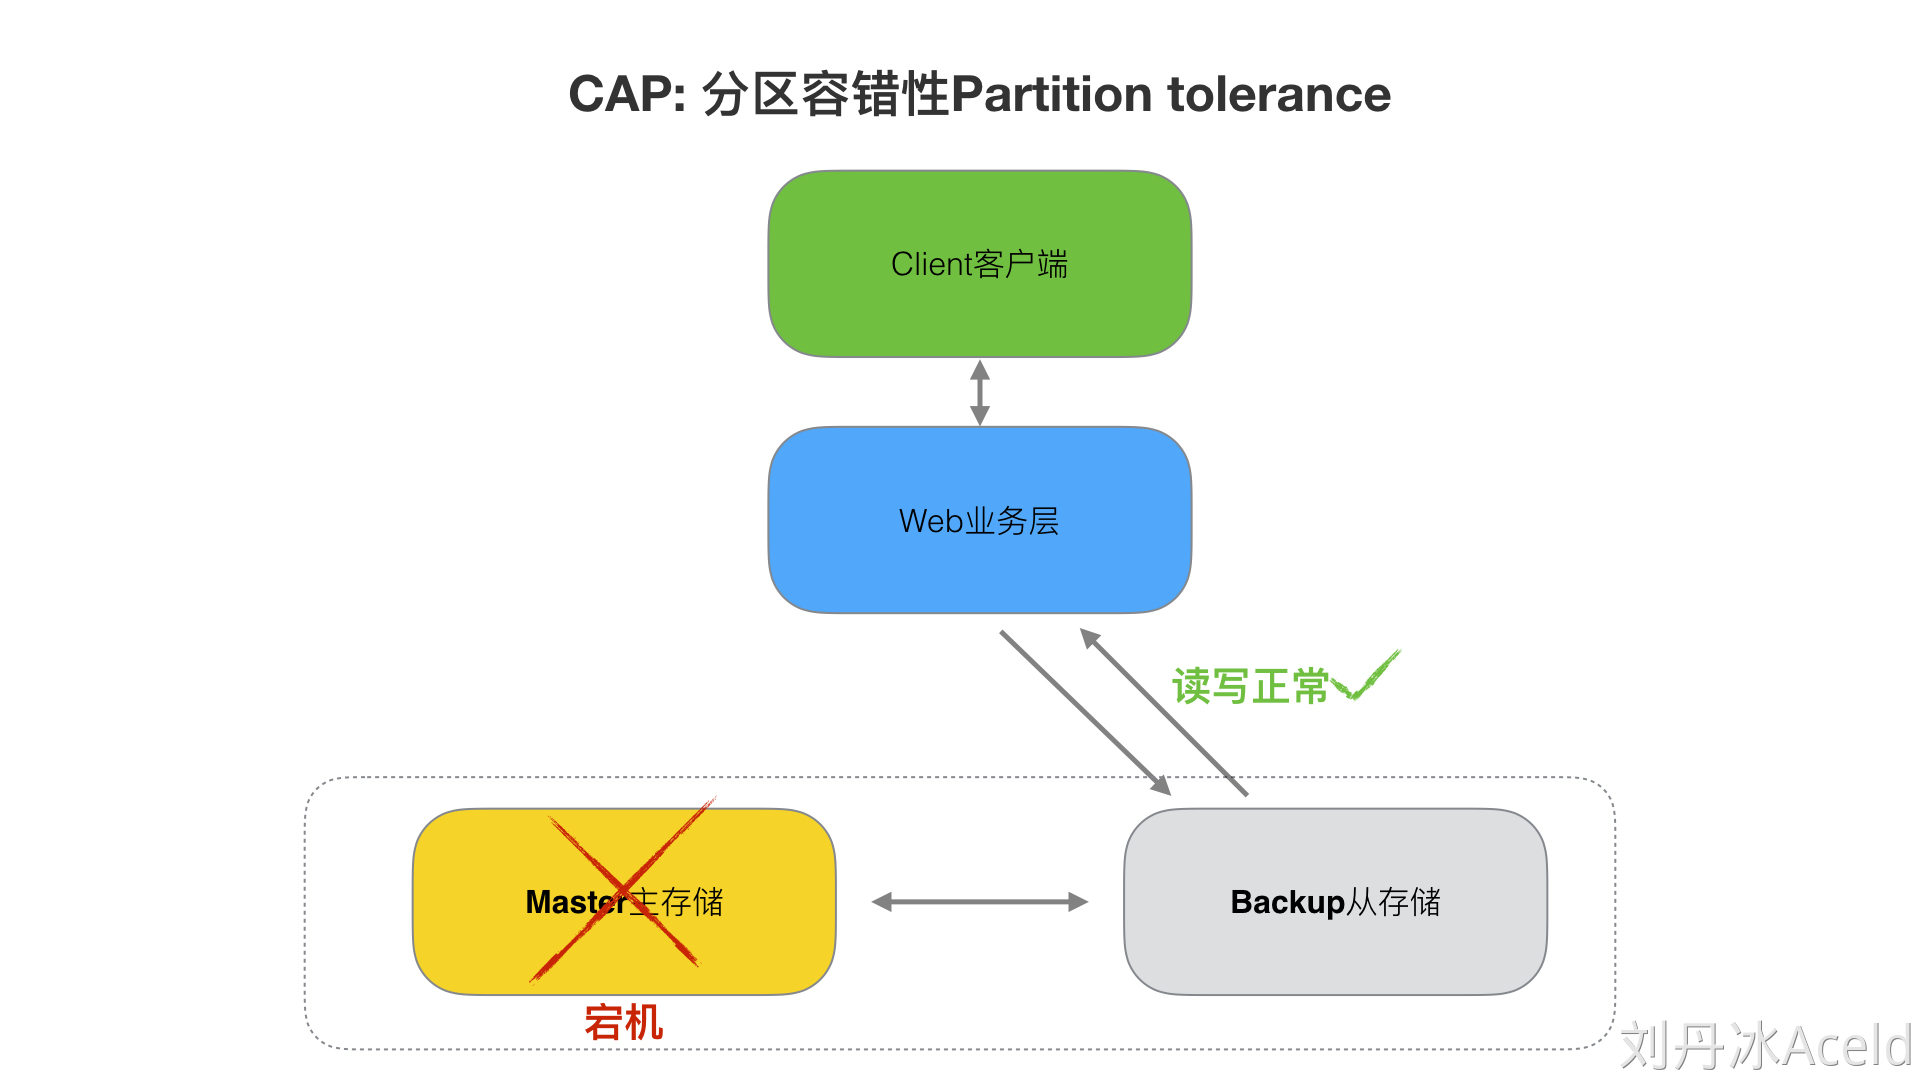 CAP: 分区容错性Partition tolerance
Client客户端
Web业务层
读写正常
Master主存储
Backup从存储
宕机
刘丹冰Aceld